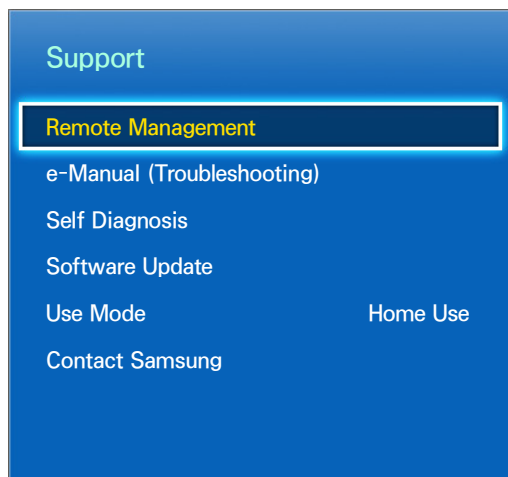 Support
Remote Management
e-Manual (Troubleshooting)
Self Diagnosis
Software Update
Use Mode Home Use
Contact Samsung